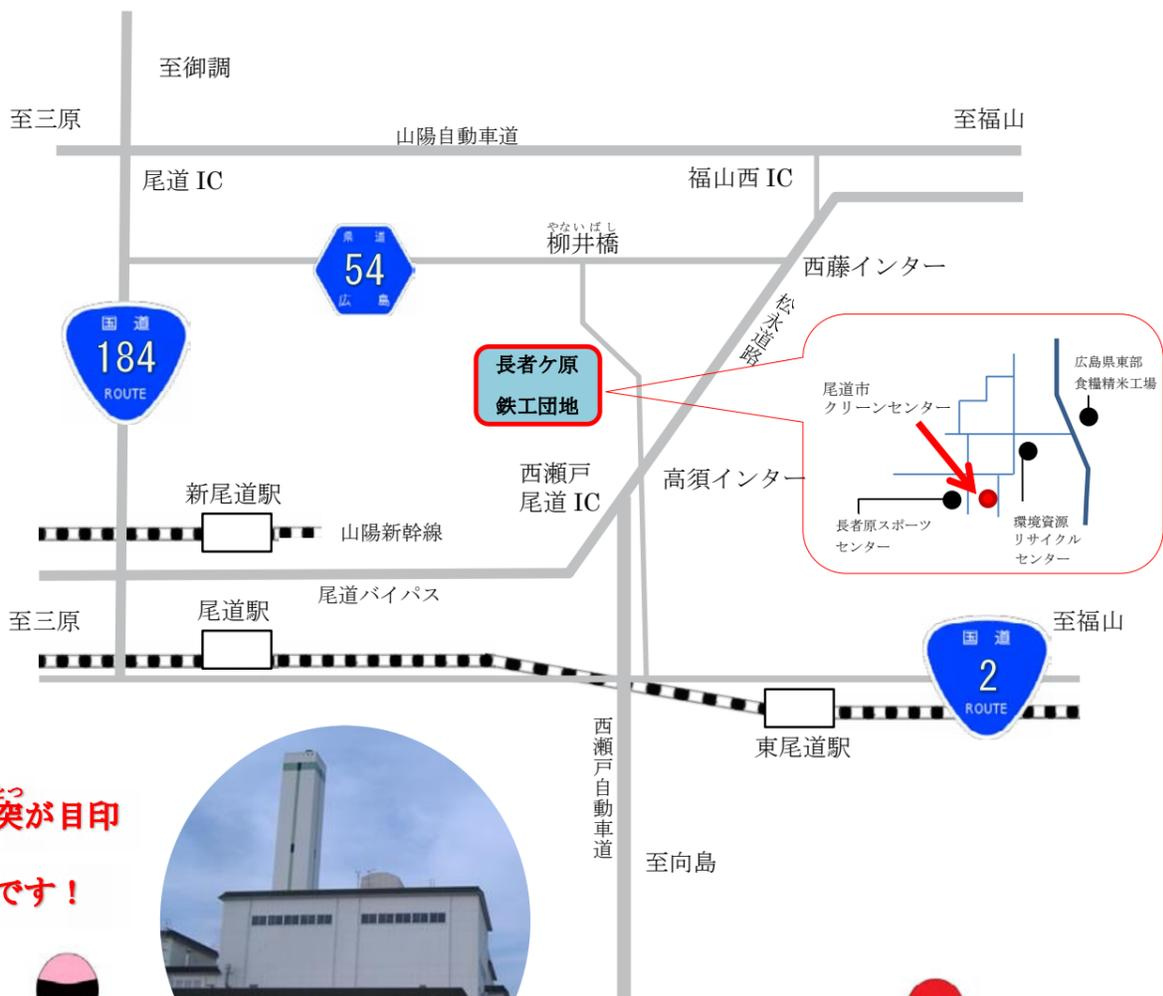 至御調
至三原
山陽自動車道
至福山
尾道 IC
福山西 IC
やないばし
柳井橋
県 道
54
広 島
西藤インター
松永道路
国 道
184
ROUTE
長者ケ原
鉄工団地
広島県東部
食糧精米工場
尾道市
クリーンセンター
西瀬戸
尾道 IC
高須インター
長者原スポーツ
センター
環境資源
リサイクル
センター
新尾道駅
山陽新幹線
尾道バイパス
至三原
尾道駅
至福山
国 道
2
ROUTE
東尾道駅
西瀬戸自動車道
至向島
とつ
突が目印
です！